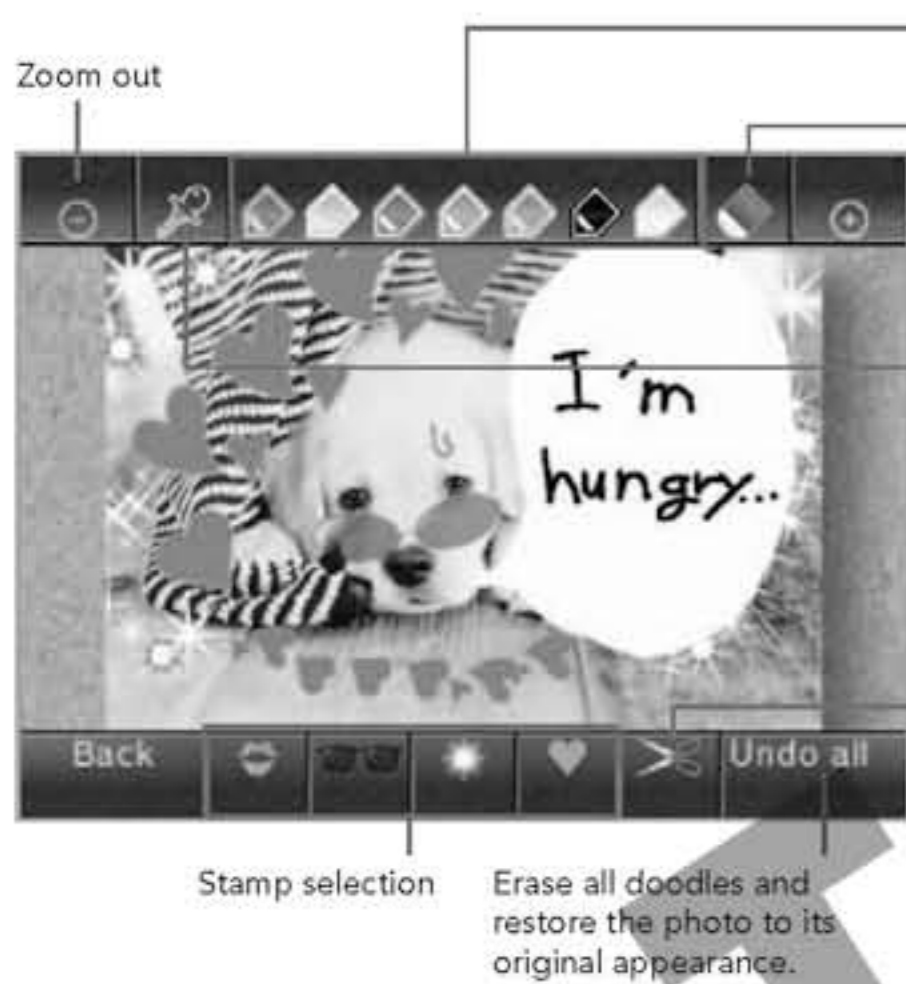 Zoom out
I'm
hungry...
Back
Undo all
Stamp selection
Erase all doodles and
restore the photo to its
original appearance.